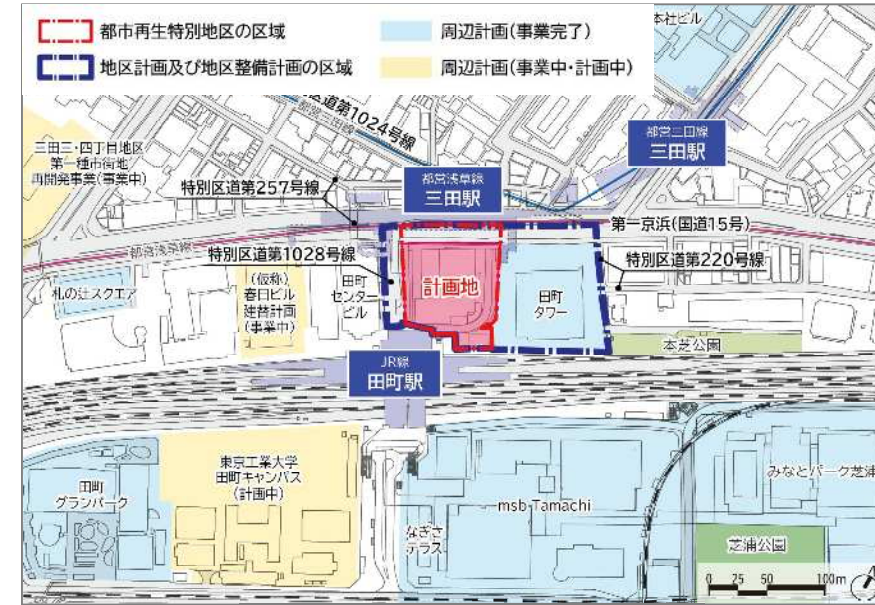 都市再生特別地区の区域
周辺計画(事業完了)
地区計画及び地区整備計画の区域
周辺計画(事業中・計画中)
本社ビル
特別区道第1024号線
都営三田線
都営三田線
三田駅
三田三・四丁目地区
第一種市街地
再開発事業(事業中)
都営浅草線
三田駅
特別区道第257号線
第一京浜(国道15号)
都営浅草線
特別区道第1028号線
特別区道第220号線
札の辻スクエア
(仮称)
春日ビル
建替計画
(事業中)
田町
センター
ビル
計画地
田町
タワー
本芝公園
JR線
田町駅
田町
グランパーク
東京工業大学
田町キャンパス
(計画中)
なぎさ
テラス
msb Tamachi
みなとパーク芝浦
芝浦公園
0 25 50 100m